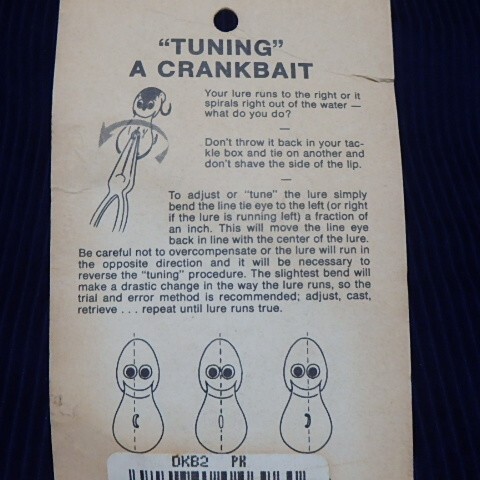 “TUNING”
A CRANKBAIT
Your lure runs to the right or it
spirals right out of the water —
what do you do?
—
Don't throw it back in your tac-
kle box and tie on another and
don't shave the side of the lip.
—
To adjust or “tune” the lure simply
bend the line tie eye to the left (or right
if the lure is running left) a fraction of
an inch. This will move the line eye
back in line with the center of the lure.
Be careful not to overcompensate or the lure will run in
the opposite direction and it will be necessary to
reverse the “tuning” procedure. The slightest bend will
make a drastic change in the way the lure runs, so the
trial and error method is recommended; adjust, cast,
retrieve . . . repeat until lure runs true.
DKB2 PK